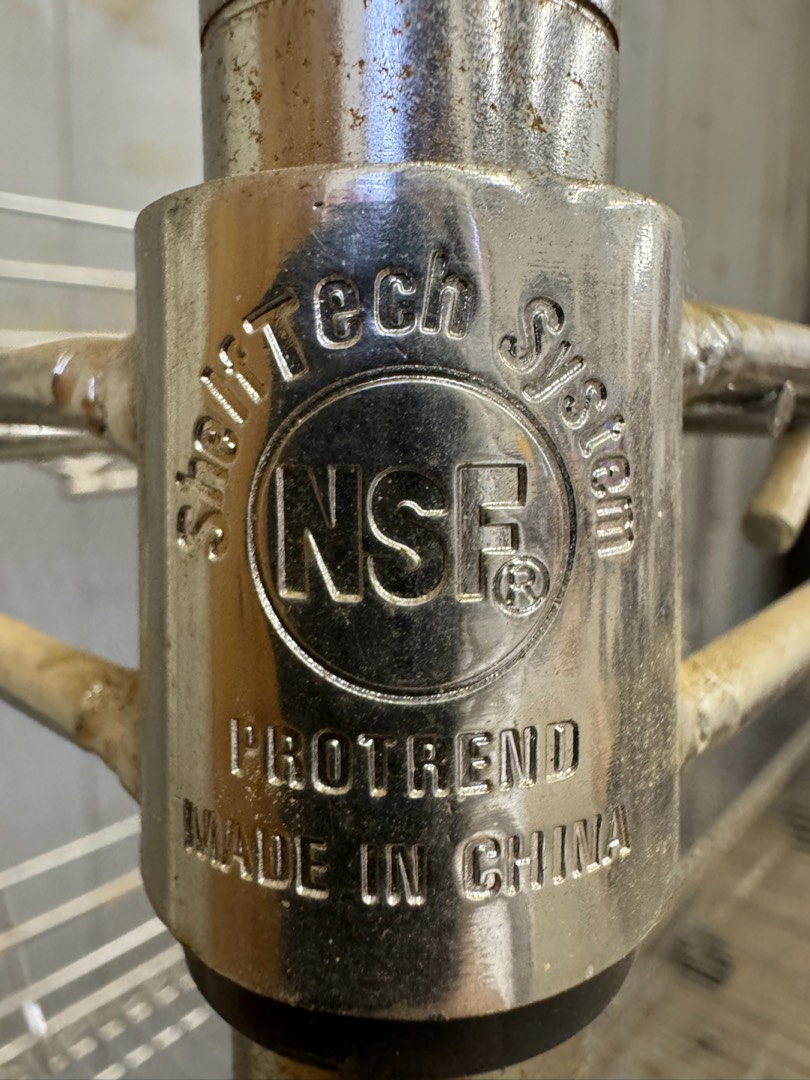 ShelfTech System
NSF®
PROTREND
MADE IN CHINA